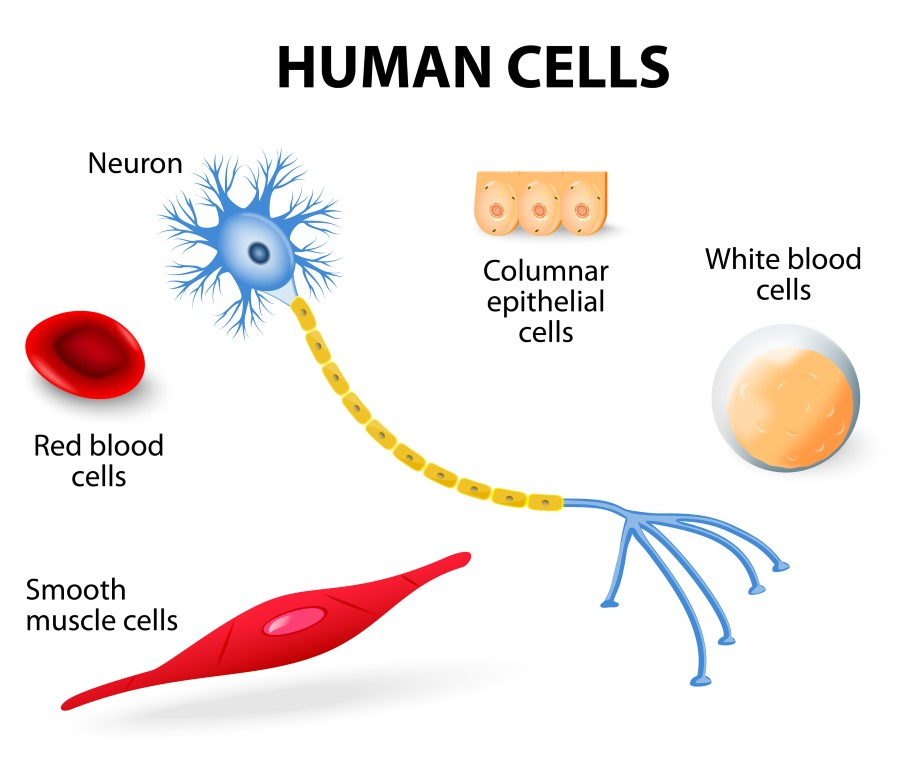 HUMAN CELLS
Neuron
Columnar
epithelial
cells
White blood
cells
Red blood
cells
Smooth
muscle cells